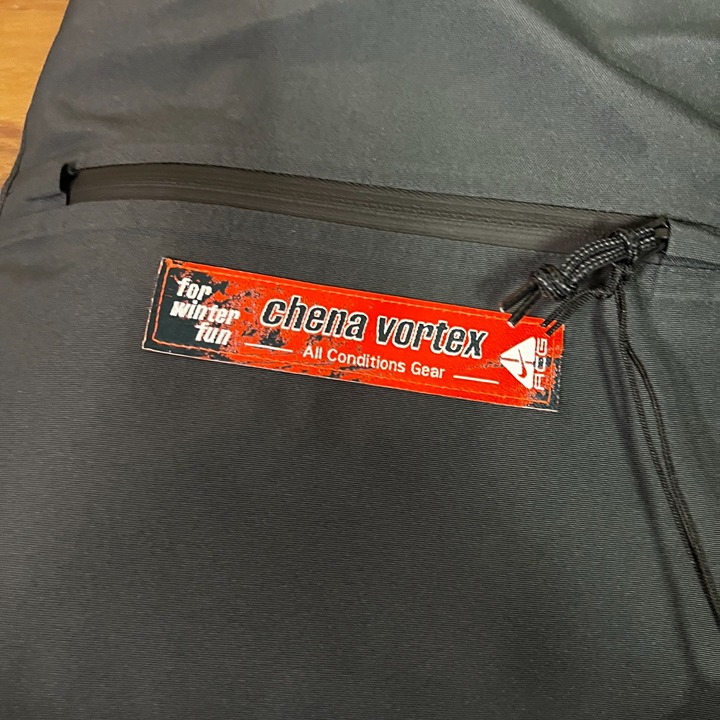 for
winter
fun
chena vortex
All Conditions Gear
ACG